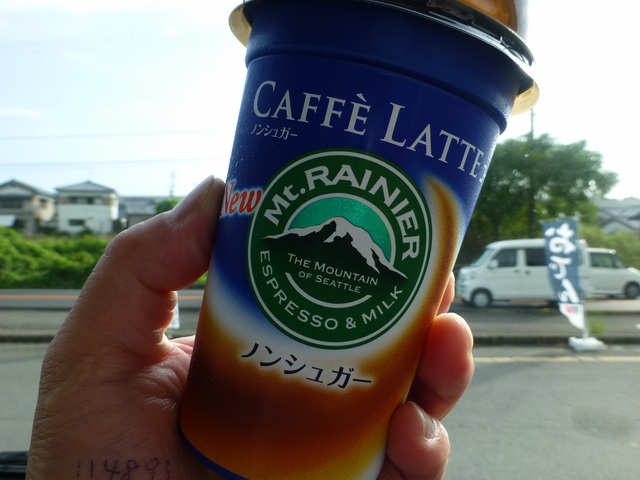 CAFFÈ LATTE
ノンシュガー
New
Mt. RAINIER
THE MOUNTAIN
OF SEATTLE
ESPRESSO & MILK
ノンシュガー